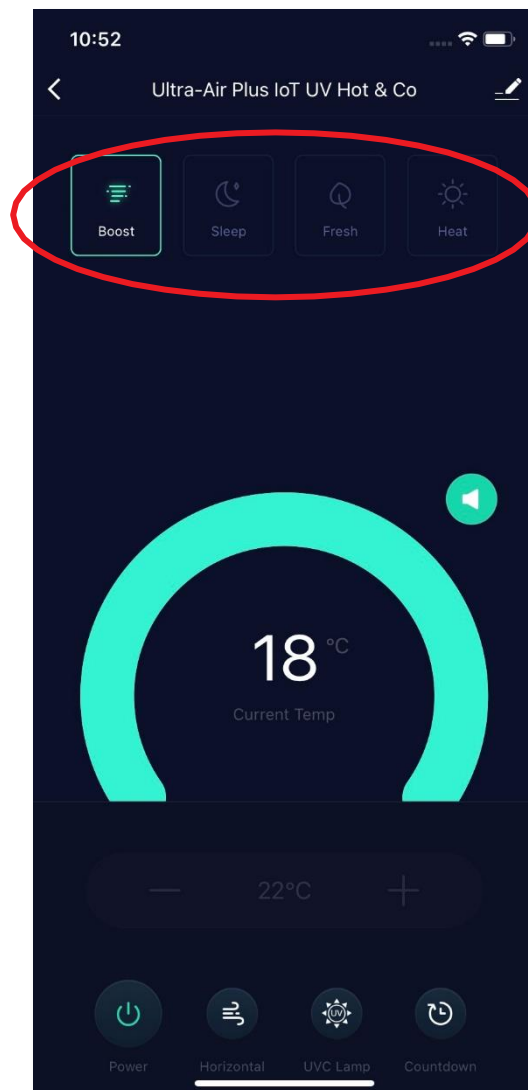 10:52
Ultra-Air Plus IoT UV Hot & Co
Boost Sleep Fresh Heat
18 °C
Current Temp
22°C
UV
Power Horizontal UVC Lamp Countdown